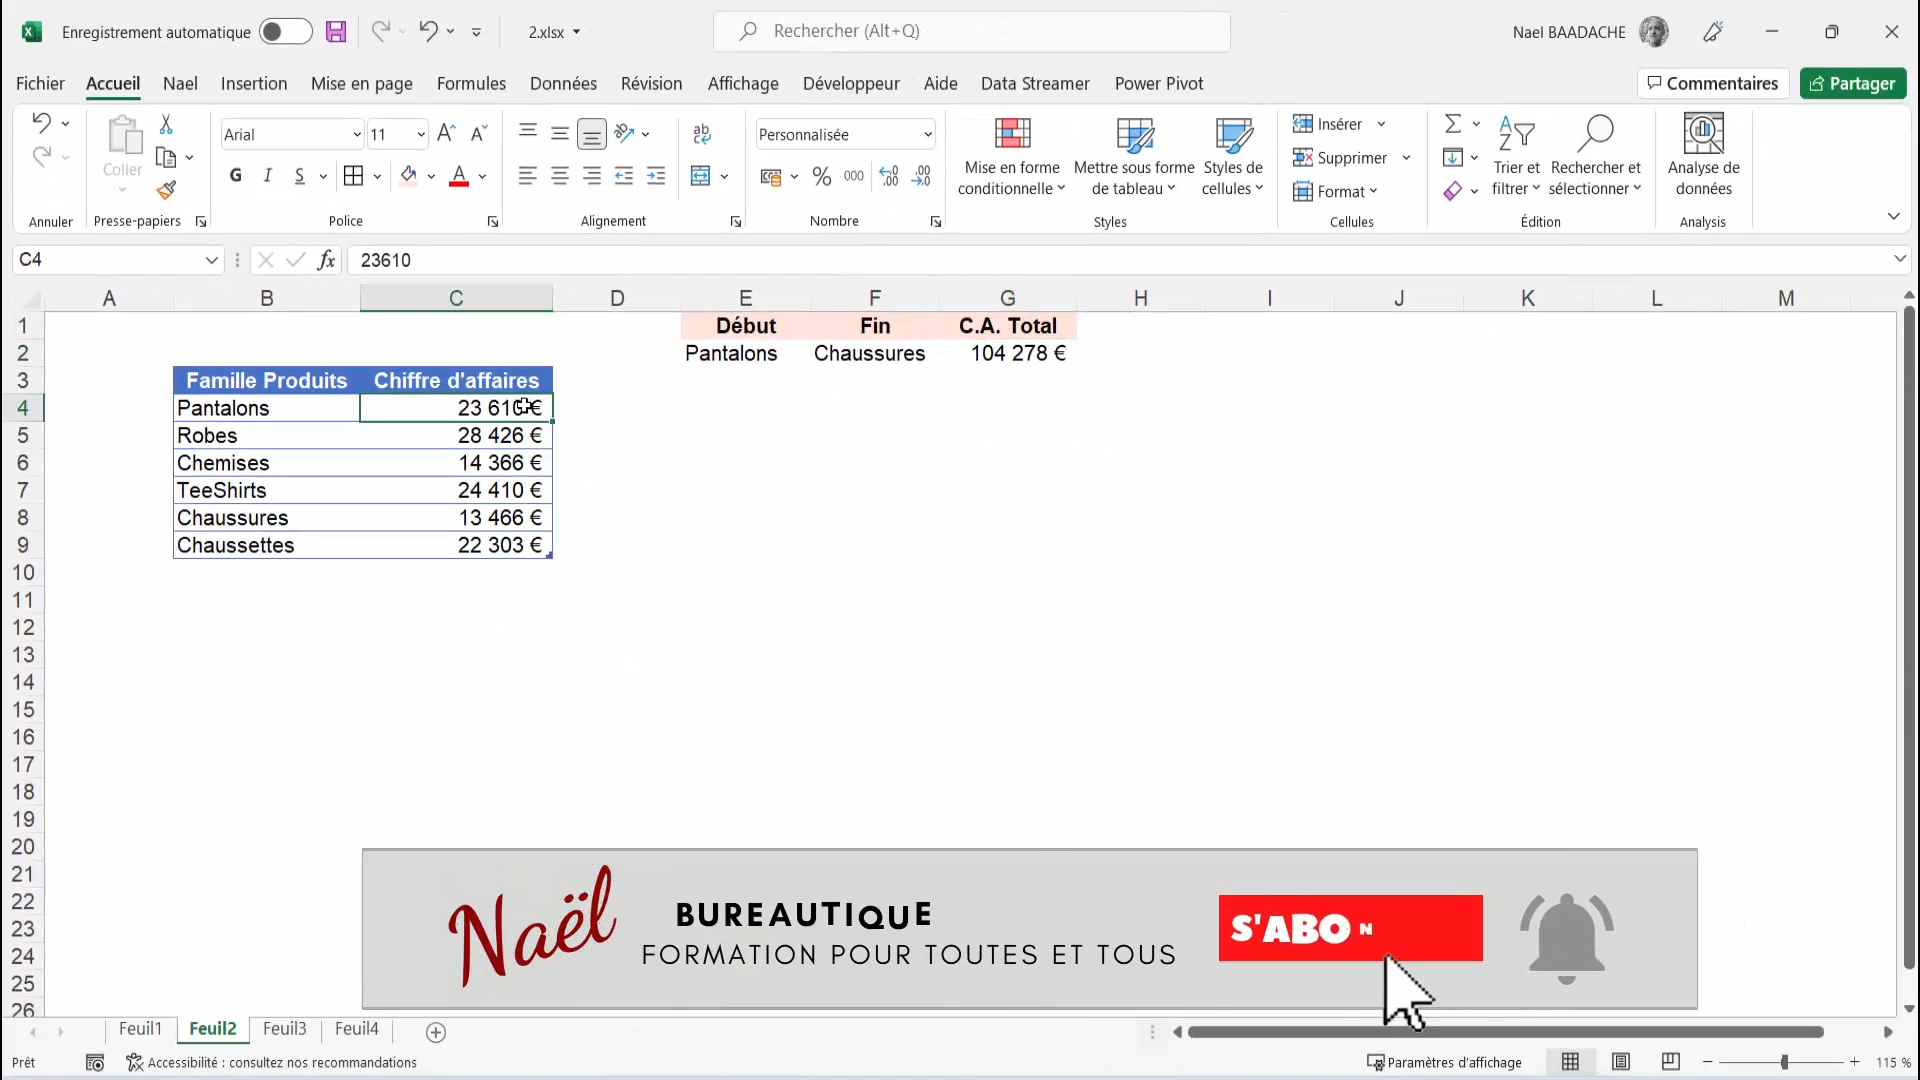 Enregistrement automatique 2.xlsx Rechercher (Alt+Q) Nael BAADACHE
Fichier Accueil Nael Insertion Mise en page Formules Données Révision Affichage Développeur Aide Data Streamer Power Pivot Commentaires Partager
Coller
Arial 11
G I S A
ab
Personnalisée
% 000
Mise en forme
conditionnelle
Mettre sous forme
de tableau
Styles de
cellules
Insérer
Supprimer
Format
Trier et
filtrer
Rechercher et
sélectionner
Analyse de
données
Annuler Presse-papiers Police Alignement Nombre Styles Cellules Édition Analysis
C4 fx 23610
A B C D E F G H I J K L M
1 Début Fin C.A. Total
2 Pantalons Chaussures 104 278 €
3 Famille Produits Chiffre d'affaires
4 Pantalons 23 610 €
5 Robes 28 426 €
6 Chemises 14 366 €
7 TeeShirts 24 410 €
8 Chaussures 13 466 €
9 Chaussettes 22 303 €
10
11
12
13
14
15
16
17
18
19
20
21
22
23
24
25
26
Naël
BUREAUTIQUE
FORMATION POUR TOUTES ET TOUS
S'ABON
Feuil1 Feuil2 Feuil3 Feuil4
Prêt Accessibilité : consultez nos recommandations Paramètres d'affichage 115 %